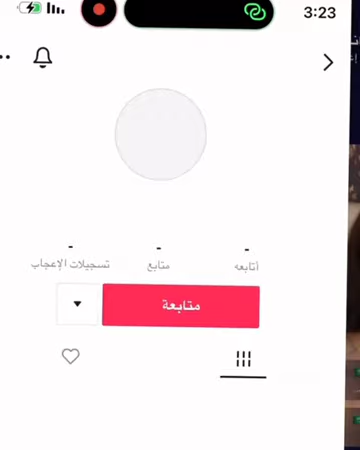 3:23
- - -
أتابعه متابع تسجيلات الإعجاب
متابعة